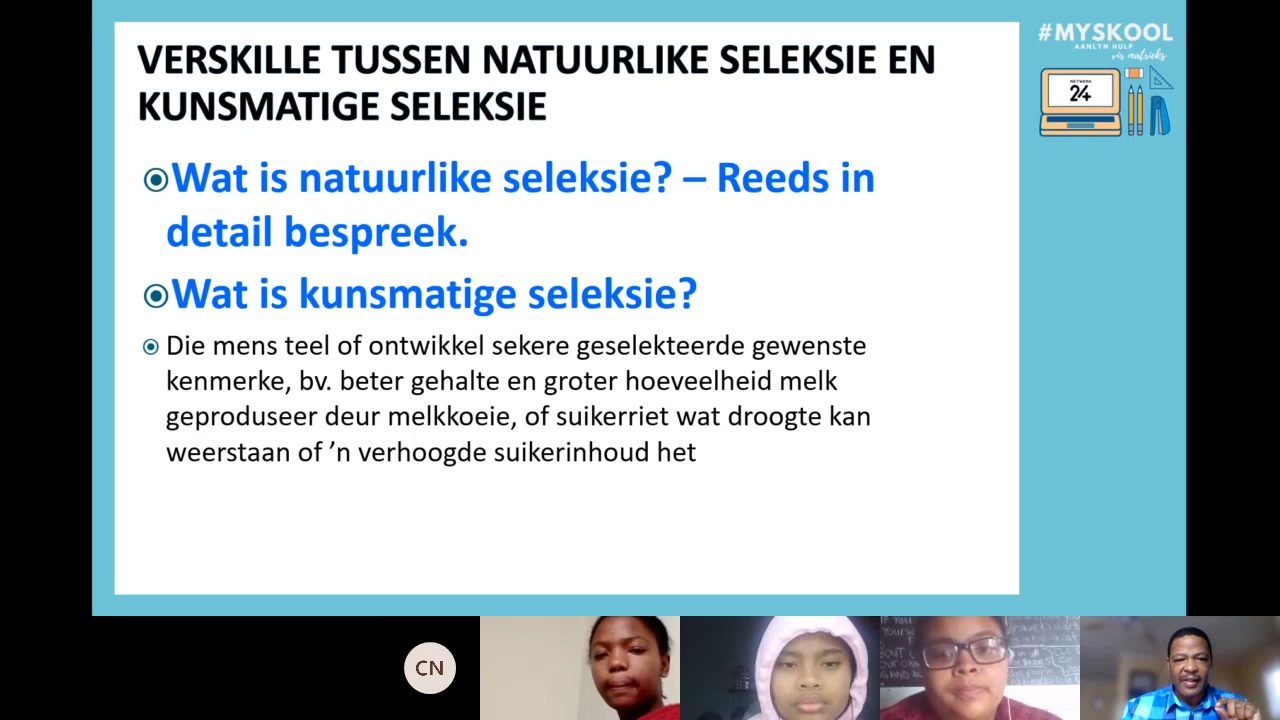 VERSKILLE TUSSEN NATUURLIKE SELEKSIE EN
KUNSMATIGE SELEKSIE
Wat is natuurlike seleksie? – Reeds in
detail bespreek.
Wat is kunsmatige seleksie?
Die mens teel of ontwikkel sekere geselekteerde gewenste
kenmerke, bv. beter gehalte en groter hoeveelheid melk
geproduseer deur melkkoeie, of suikerriet wat droogte kan
weerstaan of ’n verhoogde suikerinhoud het
#MYSKOOL
AANLYN HULP
vir matrieks
NETWERK
24
CN